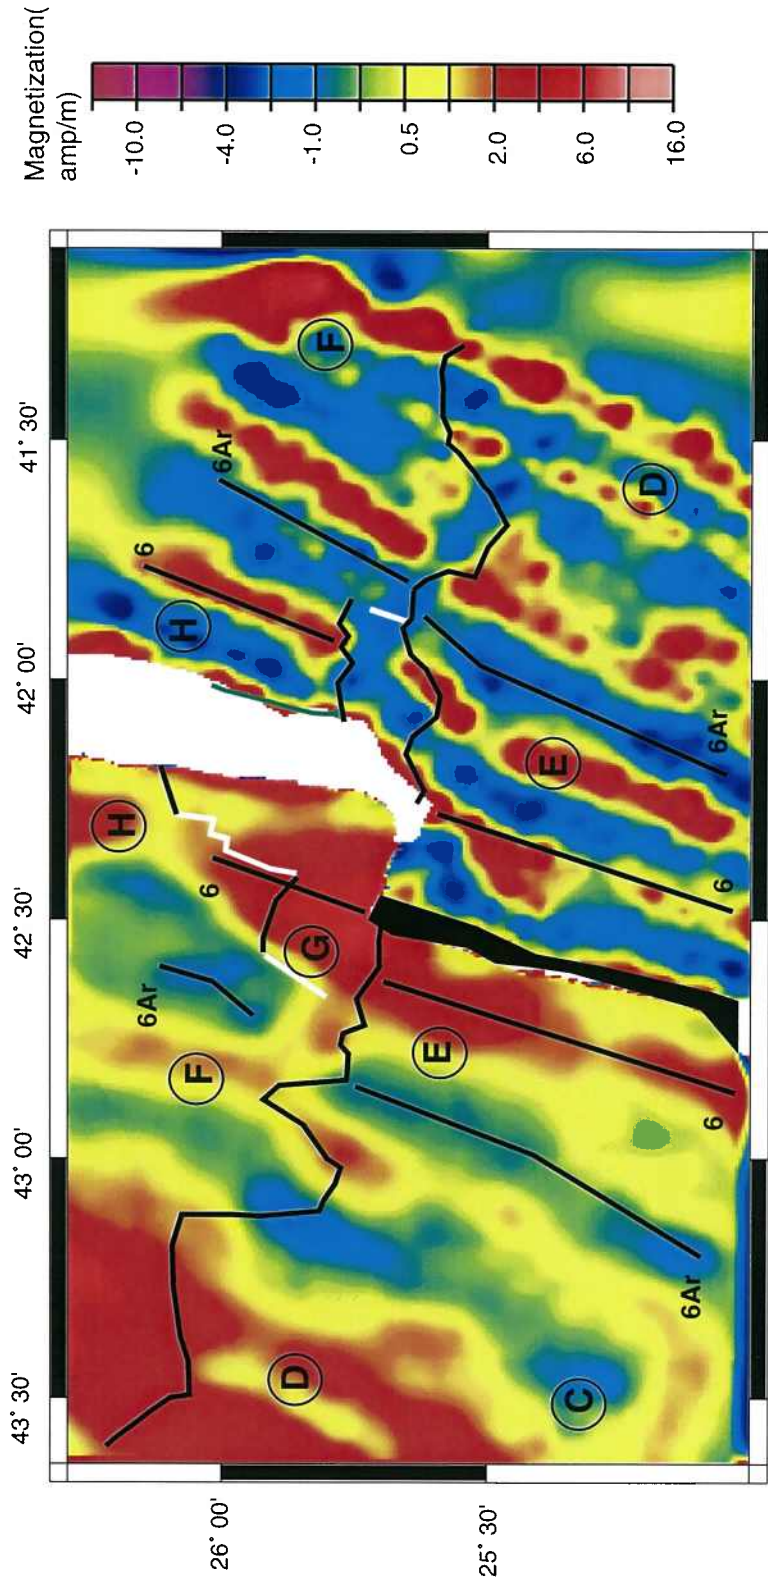 Magnetization(
amp/m)
-10.0
-4.0
-1.0
0.5
2.0
6.0
16.0
43˚ 30'
43˚ 00'
42˚ 30'
42˚ 00'
41˚ 30'
26˚ 00'
25˚ 30'
H
H
6
6
6Ar
6Ar
F
F
G
D
E
E
C
D
6Ar
6
6
6Ar